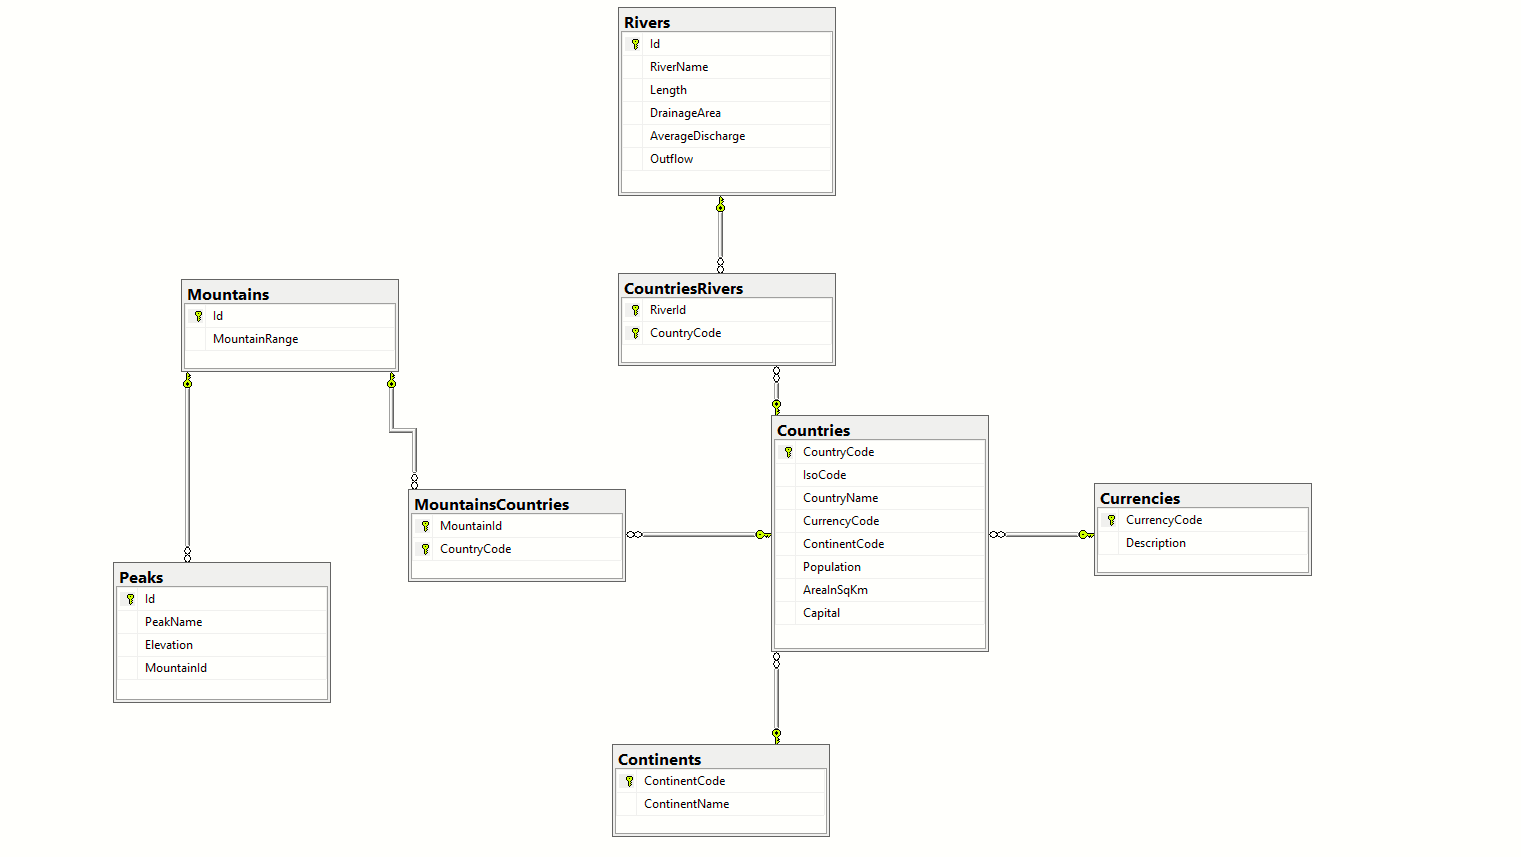 Rivers
Id
RiverName
Length
DrainageArea
AverageDischarge
Outflow
Mountains
Id
MountainRange
CountriesRivers
RiverId
CountryCode
Countries
CountryCode
IsoCode
CountryName
CurrencyCode
ContinentCode
Population
AreaInSqKm
Capital
MountainsCountries
MountainId
CountryCode
Currencies
CurrencyCode
Description
Peaks
Id
PeakName
Elevation
MountainId
Continents
ContinentCode
ContinentName